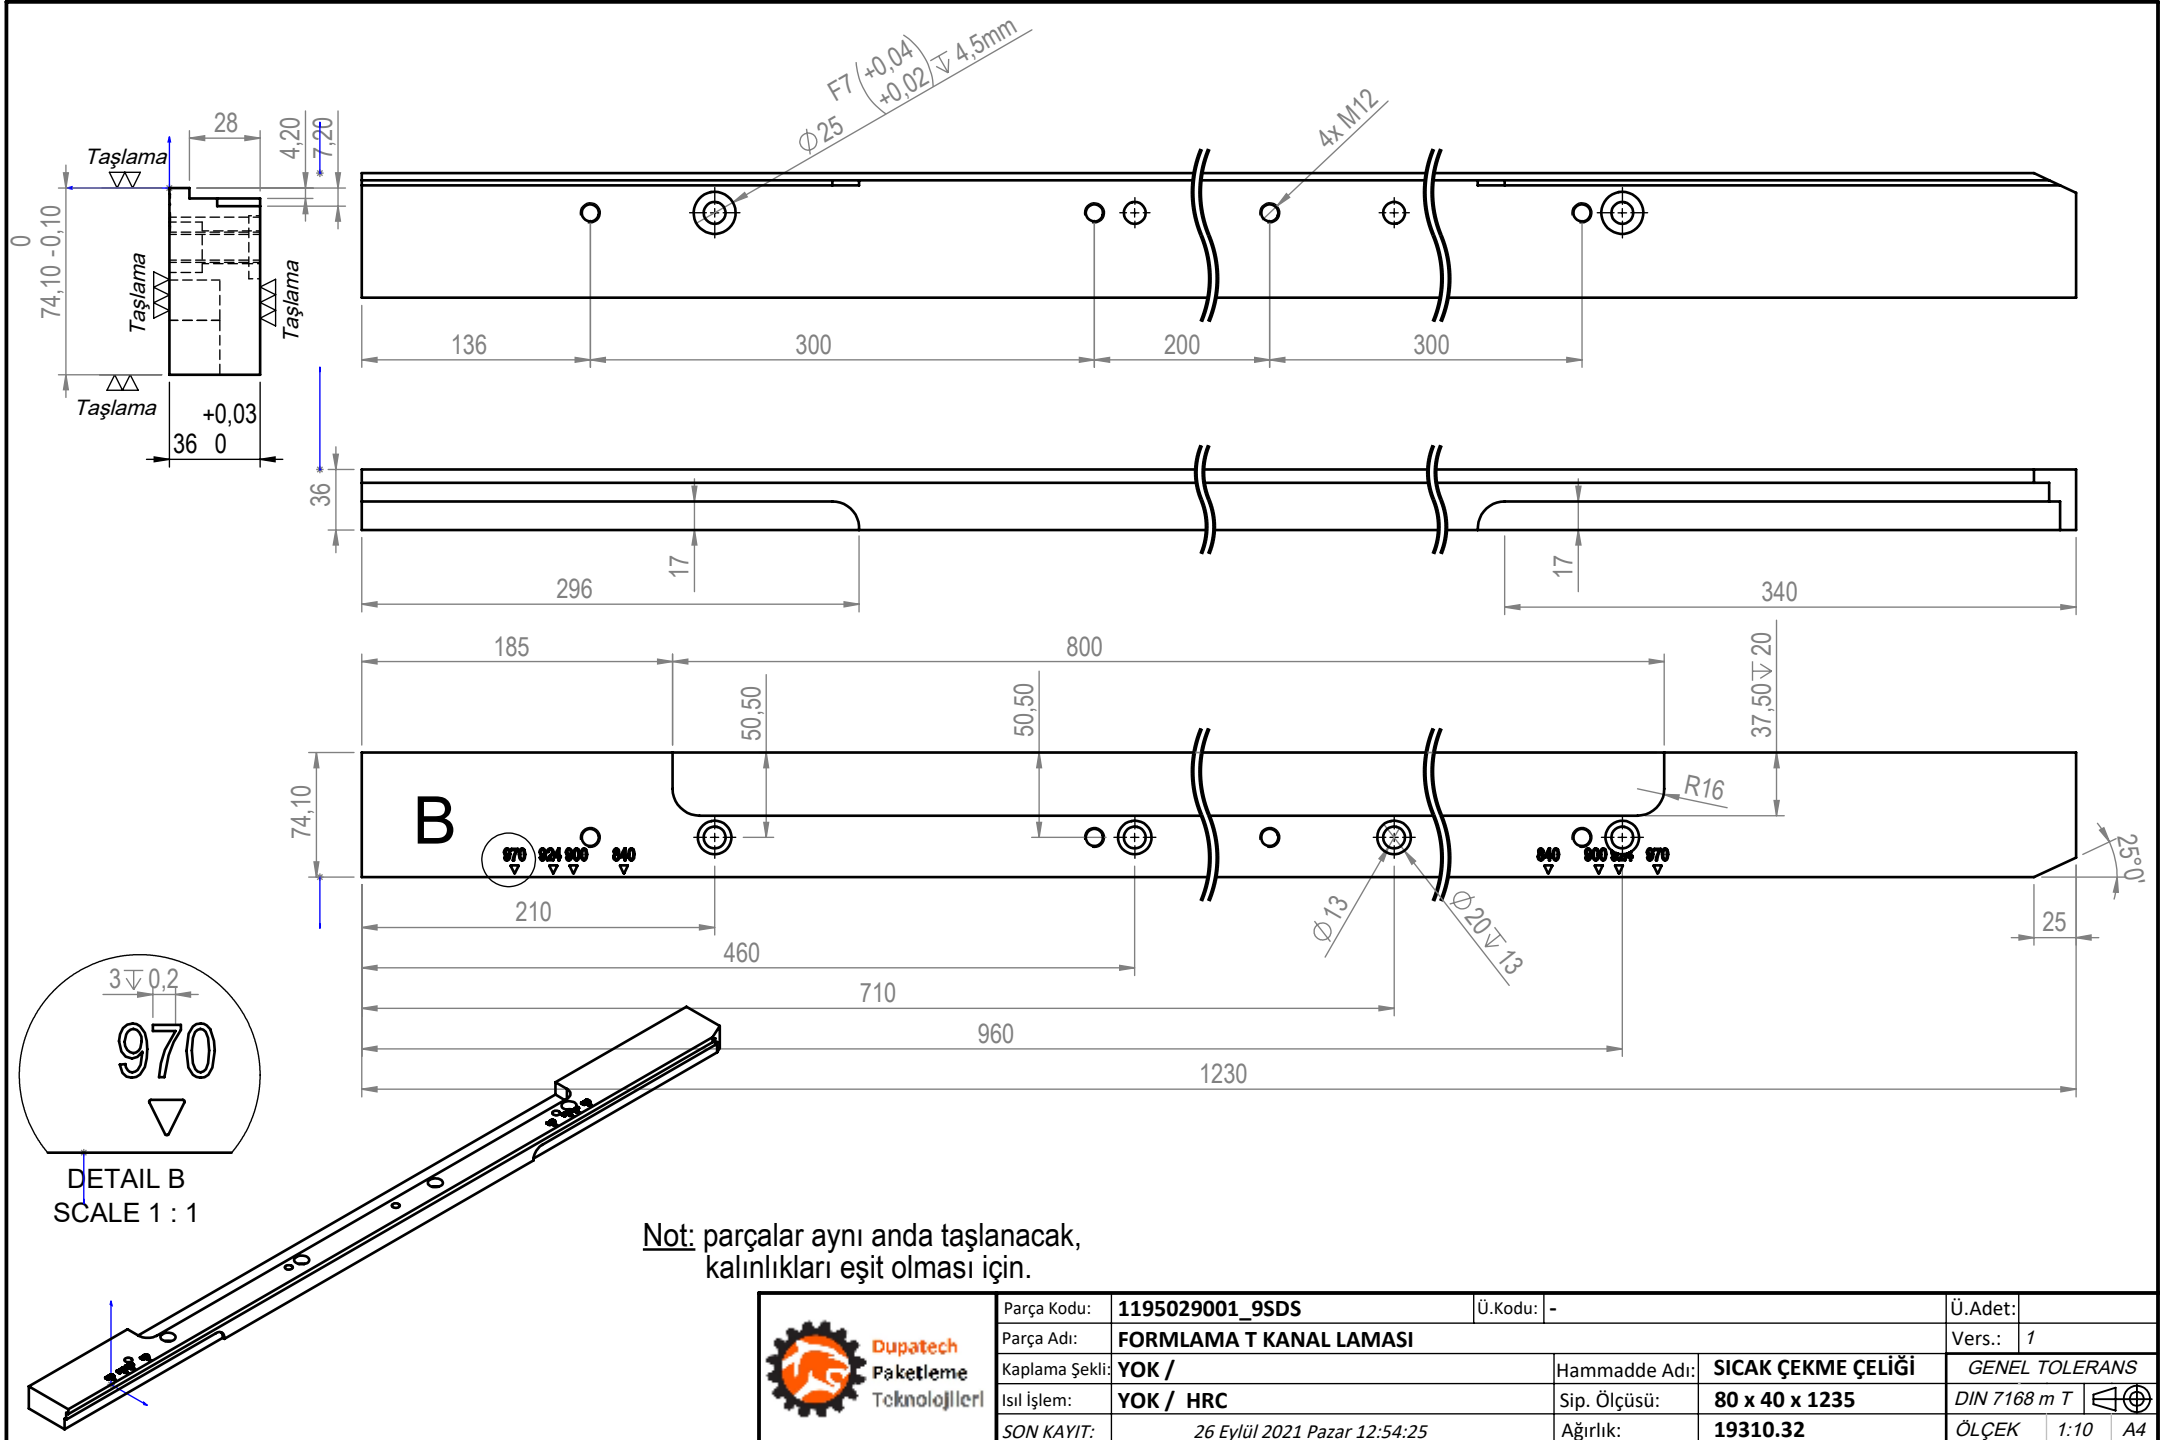 F7 (+0,04 +0,02) ↧ 4,5mm
∅25
4x M12
28
4,20
7,20
Taşlama
0
74,10 -0,10
Taşlama
Taşlama
Taşlama
+0,03
36 0
136
300
200
300
36
17
17
296
340
185
800
50,50
50,50
37,50 ↧ 20
R16
74,10
B
970
924
900
840
840
900
970
25°0'
25
∅13
∅20 ↧ 13
210
460
710
960
1230
3 ↧ 0,2
970
DETAIL B
SCALE 1 : 1
Not: parçalar aynı anda taşlanacak,
kalınlıkları eşit olması için.
Dupatech
Paketleme
Teknolojileri
Parça Kodu: 1195029001_9SDS Ü.Kodu: - Ü.Adet:
Parça Adı: FORMLAMA T KANAL LAMASI Vers.: 1
Kaplama Şekli: YOK / Hammadde Adı: SICAK ÇEKME ÇELİĞİ GENEL TOLERANS
Isıl İşlem: YOK / HRC Sip. Ölçüsü: 80 x 40 x 1235 DIN 7168 m T
SON KAYIT: 26 Eylül 2021 Pazar 12:54:25 Ağırlık: 19310.32 ÖLÇEK 1:10 A4